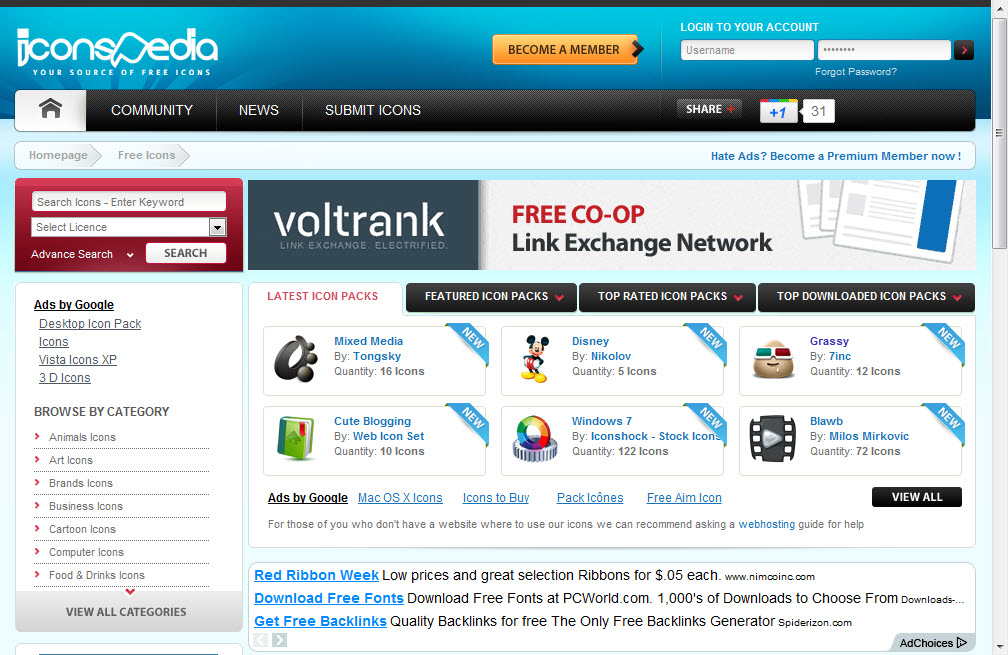 iconspedia
YOUR SOURCE OF FREE ICONS
BECOME A MEMBER
LOGIN TO YOUR ACCOUNT
Username
Forgot Password?
COMMUNITY NEWS SUBMIT ICONS
SHARE +
+1 31
Homepage Free Icons
Hate Ads? Become a Premium Member now !
Search Icons - Enter Keyword
Select Licence
Advance Search
SEARCH
voltrank
LINK EXCHANGE. ELECTRIFIED.
FREE CO-OP
Link Exchange Network
Ads by Google
Desktop Icon Pack
Icons
Vista Icons XP
3 D Icons
BROWSE BY CATEGORY
Animals Icons
Art Icons
Brands Icons
Business Icons
Cartoon Icons
Computer Icons
Food & Drinks Icons
VIEW ALL CATEGORIES
LATEST ICON PACKS FEATURED ICON PACKS TOP RATED ICON PACKS TOP DOWNLOADED ICON PACKS
Mixed Media
By: Tongsky
Quantity: 16 Icons
NEW
Disney
By: Nikolov
Quantity: 5 Icons
NEW
Grassy
By: 7inc
Quantity: 12 Icons
NEW
Cute Blogging
By: Web Icon Set
Quantity: 10 Icons
NEW
Windows 7
By: Iconshock - Stock Icons
Quantity: 122 Icons
NEW
Blawb
By: Milos Mirkovic
Quantity: 72 Icons
NEW
Ads by Google Mac OS X Icons Icons to Buy Pack Icônes Free Aim Icon
VIEW ALL
For those of you who don't have a website where to use our icons we can recommend asking a webhosting guide for help
Red Ribbon Week Low prices and great selection Ribbons for $.05 each. www.nimcoinc.com
Download Free Fonts Download Free Fonts at PCWorld.com. 1,000's of Downloads to Choose From Downloads-...
Get Free Backlinks Quality Backlinks for free The Only Free Backlinks Generator Spiderizon.com
AdChoices